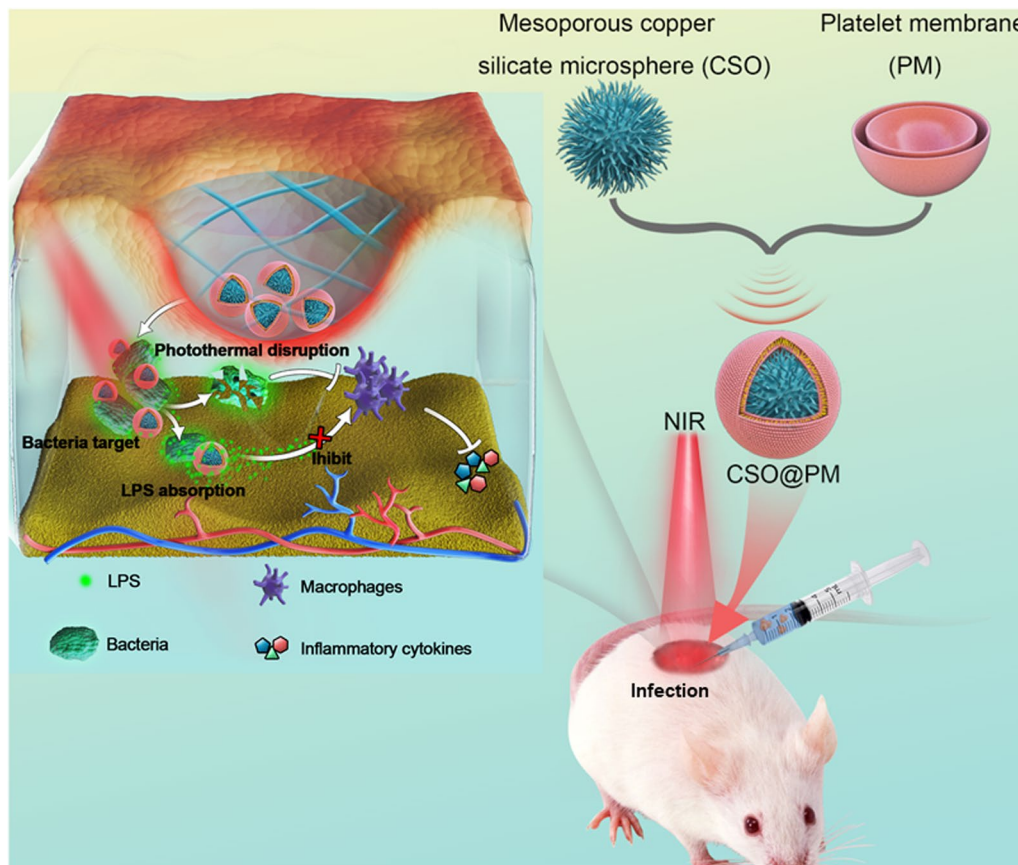 Mesoporous copper
silicate microsphere (CSO)
Platelet membrane
(PM)
Photothermal disruption
Bacteria target
Ihibit
LPS absorption
NIR
CSO@PM
LPS
Macrophages
Bacteria
Inflammatory cytokines
Infection